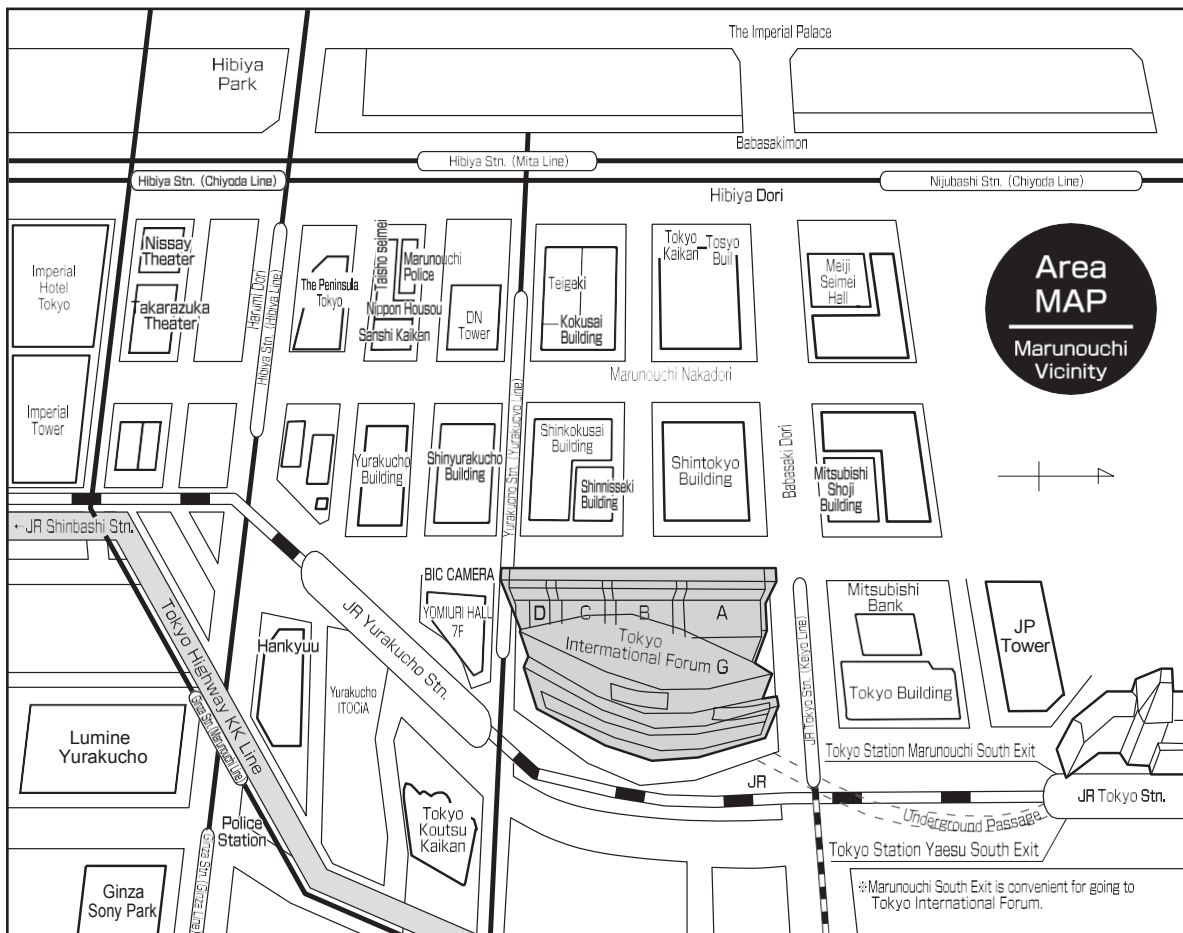 The Imperial Palace
Hibiya
Park
Babasakimon
Hibiya Stn. (Mita Line)
Hibiya Stn. (Chiyoda Line)
Nijubashi Stn. (Chiyoda Line)
Hibiya Dori
Imperial
Hotel
Tokyo
Nissay
Theater
Takarazuka
Theater
Harumi Dori
Hibiya Stn. (Hibiya Line)
The Peninsula
Tokyo
Taisho seimei
Marunouchi
Police
Nippon Housou
Sanshi Kaikan
DN
Tower
Teigeki
Kokusai
Building
Tokyo
Kaikan
Tosyo
Buil
Meiji
Seimei
Hall
Area
MAP
Marunouchi
Vicinity
Marunouchi Nakadori
Imperial
Tower
Yurakucho
Building
Shinyurakucho
Building
Yurakucho Stn. (Yurakucyo Line)
Shinkokusai
Building
Shinnisseki
Building
Shintokyo
Building
Babasaki Dori
Mitsubishi
Shoji
Building
←JR Shinbashi Stn.
Tokyo Highway KK Line
JR Yurakucho Stn.
BIC CAMERA
YOMIURI HALL
7F
D
C
B
A
Tokyo
International Forum G
JR Tokyo Stn. (Keiyo Line)
Mitsubishi
Bank
Tokyo Building
JP
Tower
Hankyuu
Yurakucho
ITOCiA
Ginza Stn. (Marunouchi Line)
Lumine
Yurakucho
Tokyo Station Marunouchi South Exit
JR
JR Tokyo Stn.
Underground Passage
Tokyo
Koutsu
Kaikan
Police
Station
Ginza Stn. (Ginza Line)
Tokyo Station Yaesu South Exit
Ginza
Sony Park
※Marunouchi South Exit is convenient for going to
Tokyo International Forum.